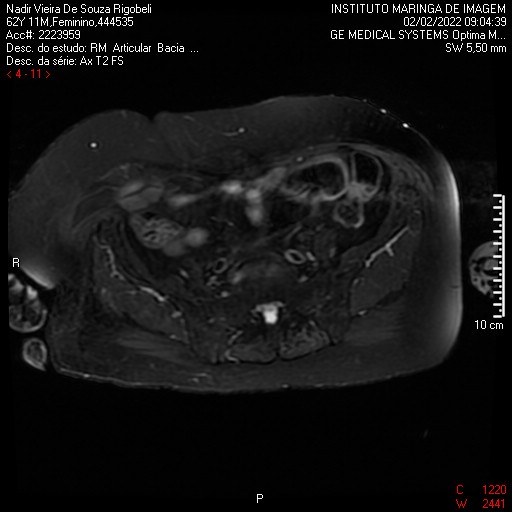 Nadir Vieira De Souza Rigobeli
62Y 11M,Feminino,444535
Acc#: 2223959
Desc. do estudo: RM Articular Bacia ...
Desc. da série: Ax T2 FS
< 4 - 11 >
INSTITUTO MARINGA DE IMAGEM
02/02/2022 09:04:39
GE MEDICAL SYSTEMS Optima M...
SW 5,50 mm
R
10 cm
P
C 1220
W 2441